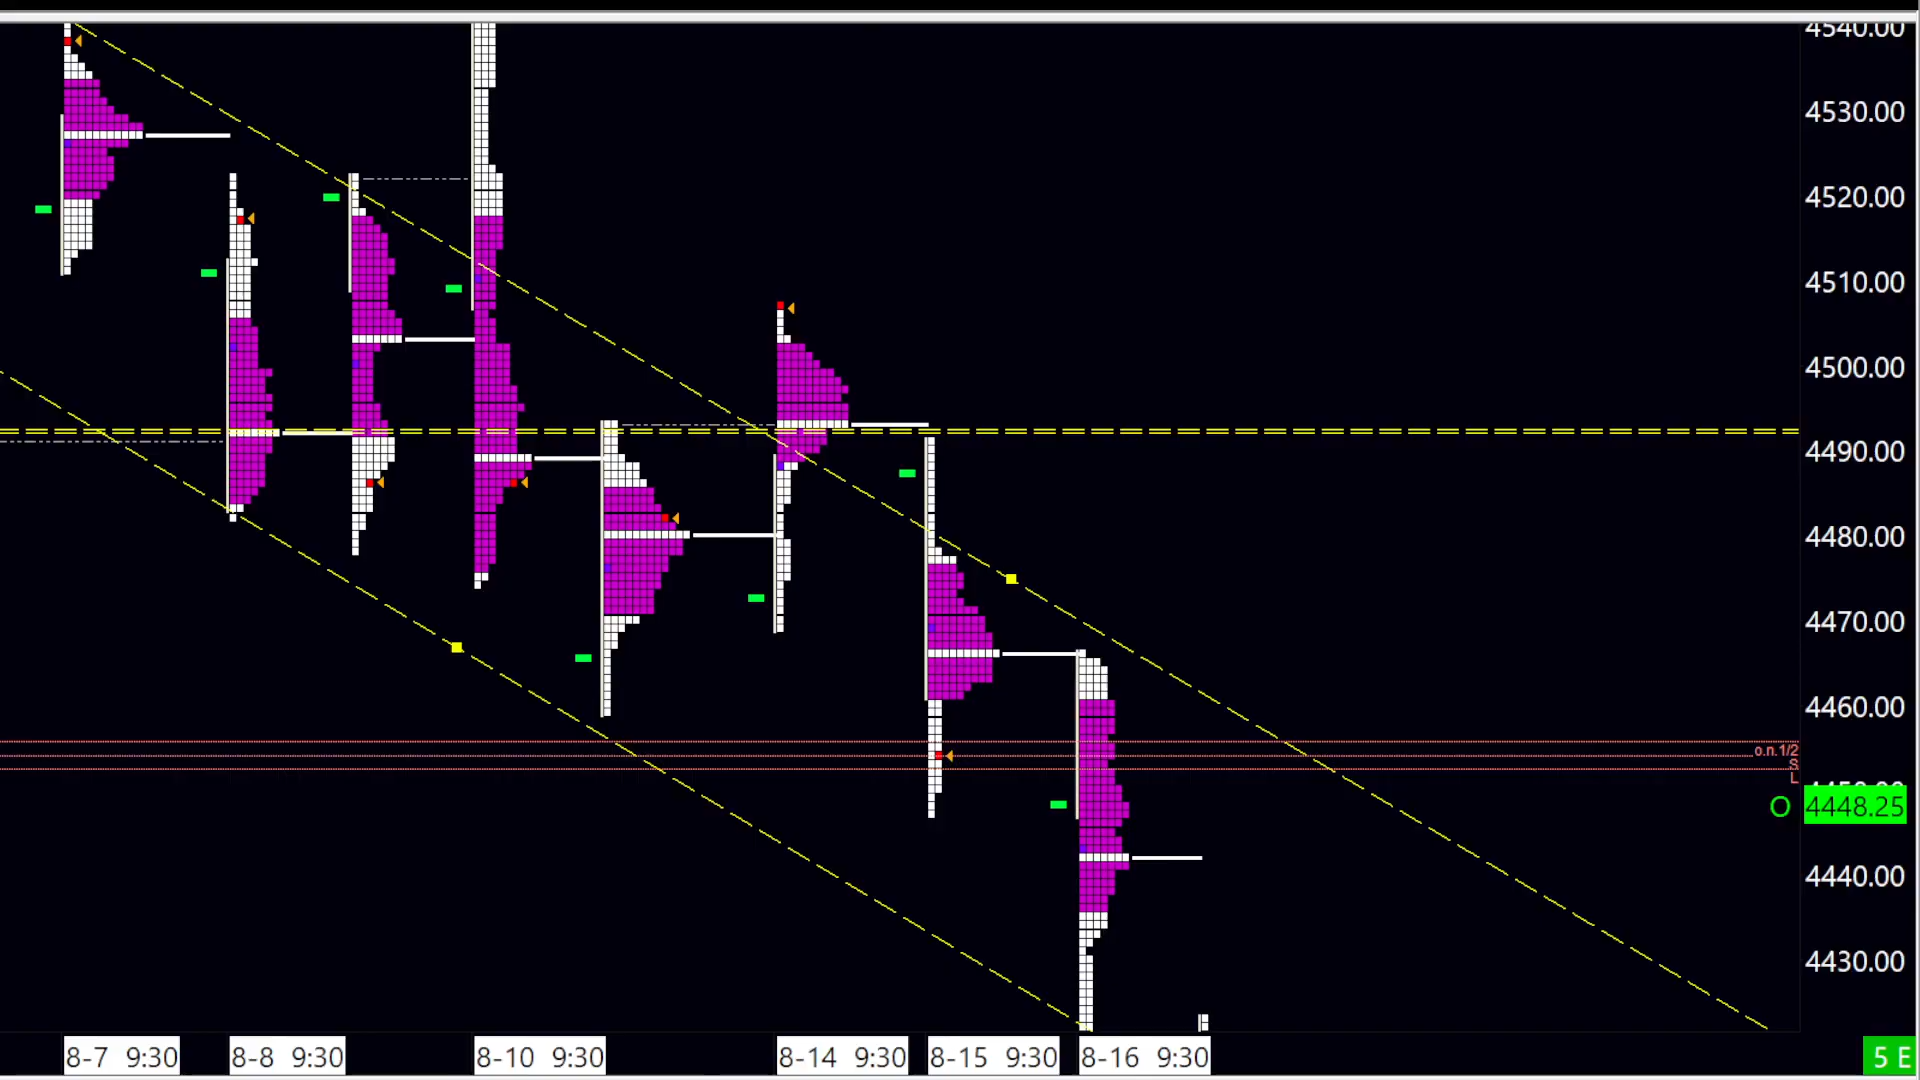 4540.00
4530.00
4520.00
4510.00
4500.00
4490.00
4480.00
4470.00
4460.00
o.n.1/2
S
L
O 4448.25
4440.00
4430.00
8-7 9:30 8-8 9:30 8-10 9:30 8-14 9:30 8-15 9:30 8-16 9:30 5 E